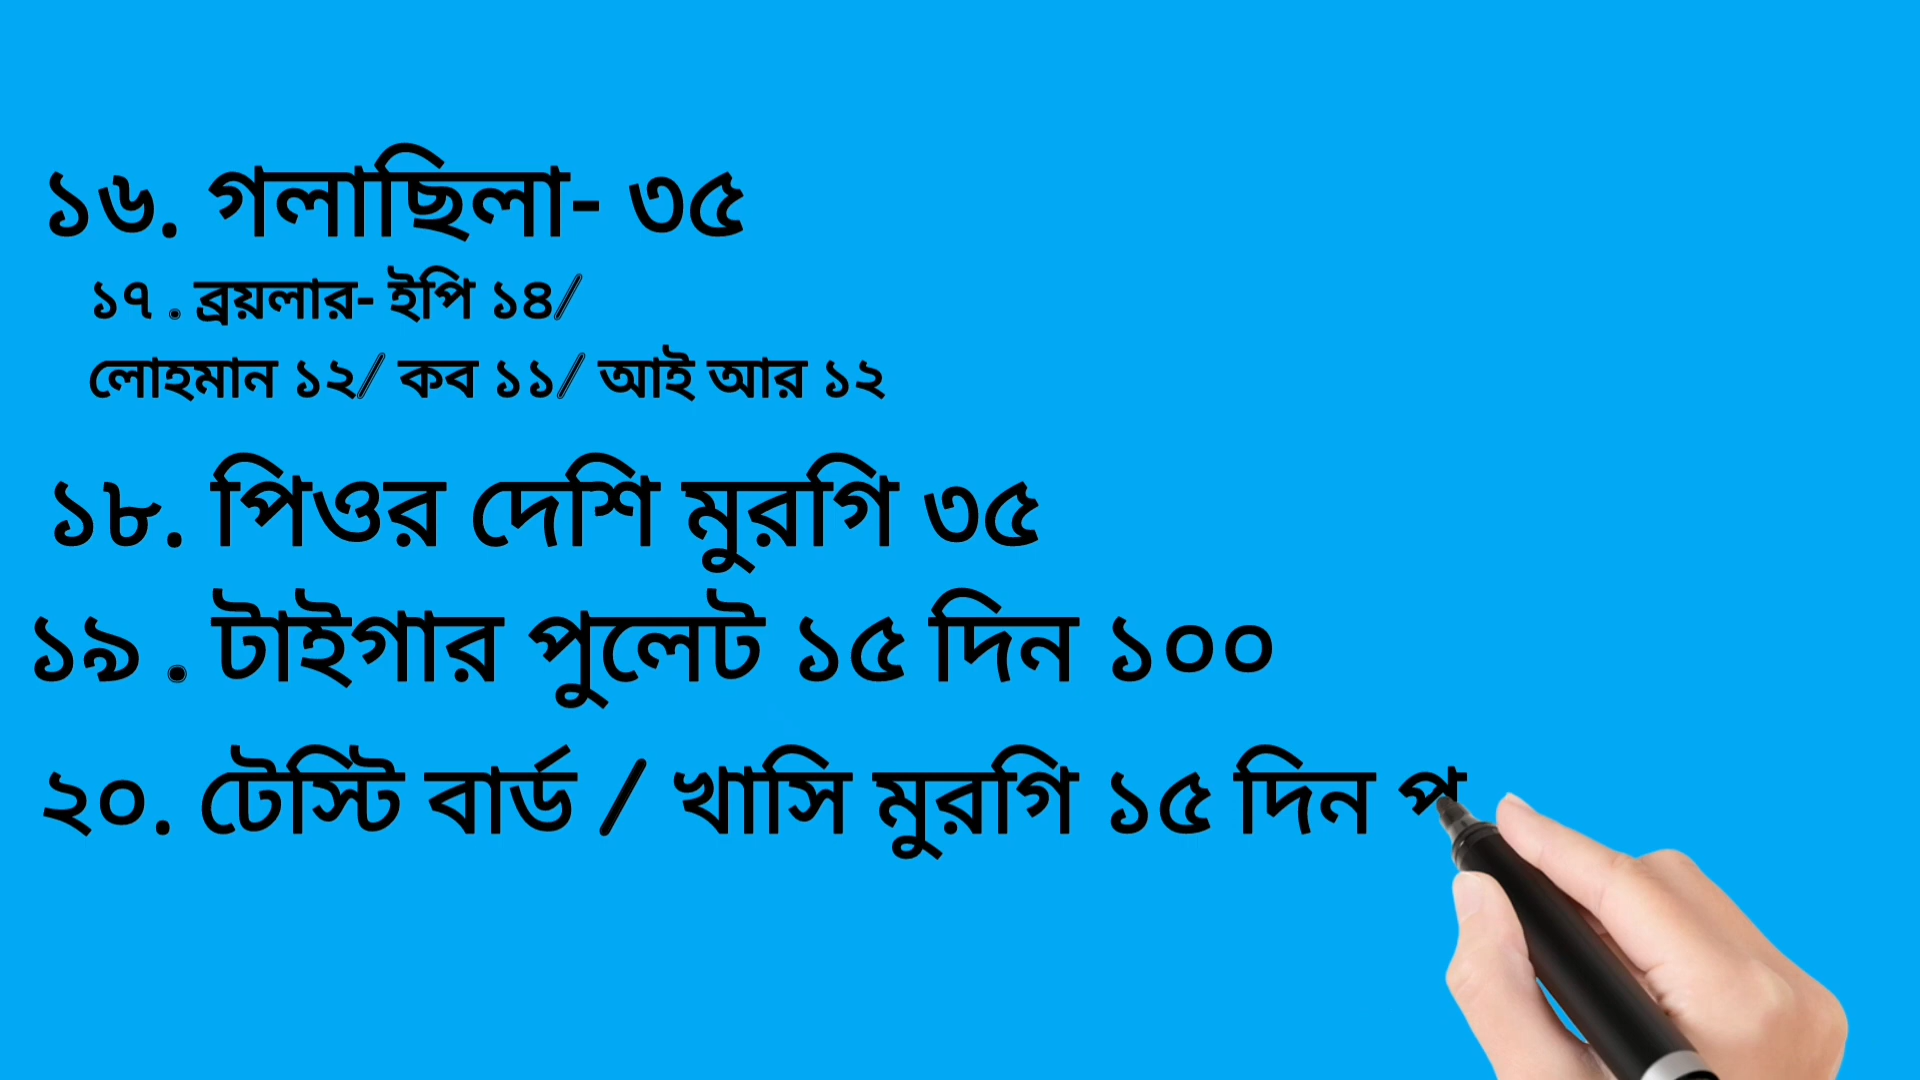 ১৬. গলাছিলা- ৩৫
১৭ . ব্রয়লার- ইপি ১৪/
লোহমান ১২/ কব ১১/ আই আর ১২
১৮. পিওর দেশি মুরগি ৩৫
১৯ . টাইগার পুলেট ১৫ দিন ১০০
২০. টেস্টি বার্ড / খাসি মুরগি ১৫ দিন